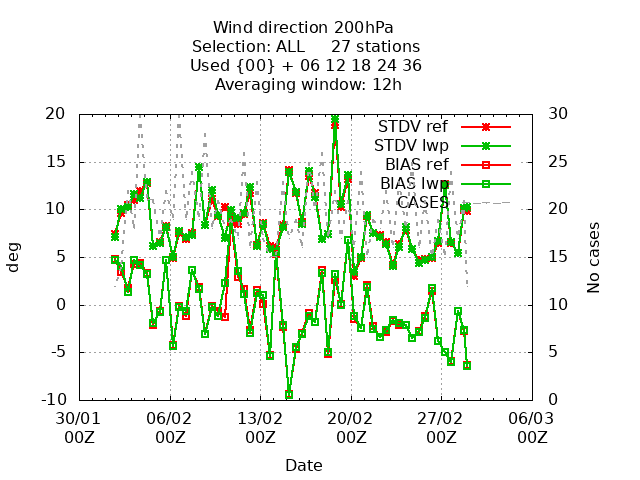 Wind direction 200hPa
Selection: ALL 27 stations
Used {00} + 06 12 18 24 36
Averaging window: 12h
20 30
STDV ref
STDV lwp
15 BIAS ref
BIAS lwp
10 20
CASES
deg
5
No cases
0 10
-5
-10 0
30/01 06/02 13/02 20/02 27/02 06/03
00Z 00Z 00Z 00Z 00Z 00Z
Date